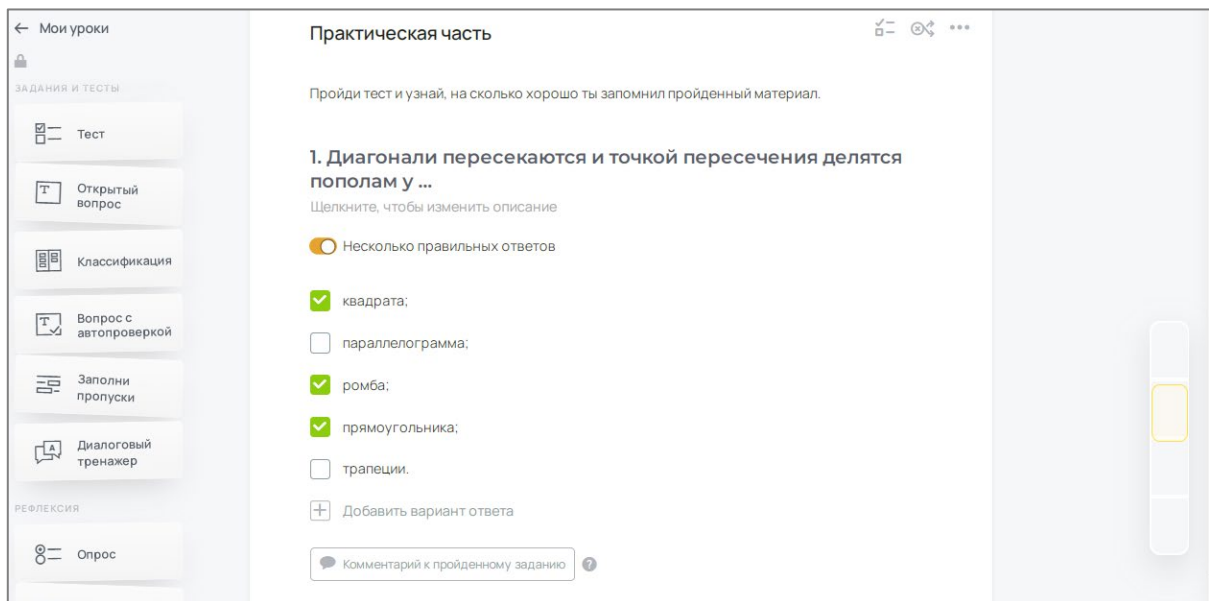 ← Мои уроки
ЗАДАНИЯ И ТЕСТЫ
Тест
Открытый
вопрос
Классификация
Вопрос с
автопроверкой
Заполни
пропуски
Диалоговый
тренажер
РЕФЛЕКСИЯ
Опрос
Практическая часть
Пройди тест и узнай, на сколько хорошо ты запомнил пройденный материал.
1. Диагонали пересекаются и точкой пересечения делятся
пополам у ...
Щелкните, чтобы изменить описание
Несколько правильных ответов
квадрата;
параллелограмма;
ромба;
прямоугольника;
трапеции.
Добавить вариант ответа
Комментарий к пройденному заданию ?